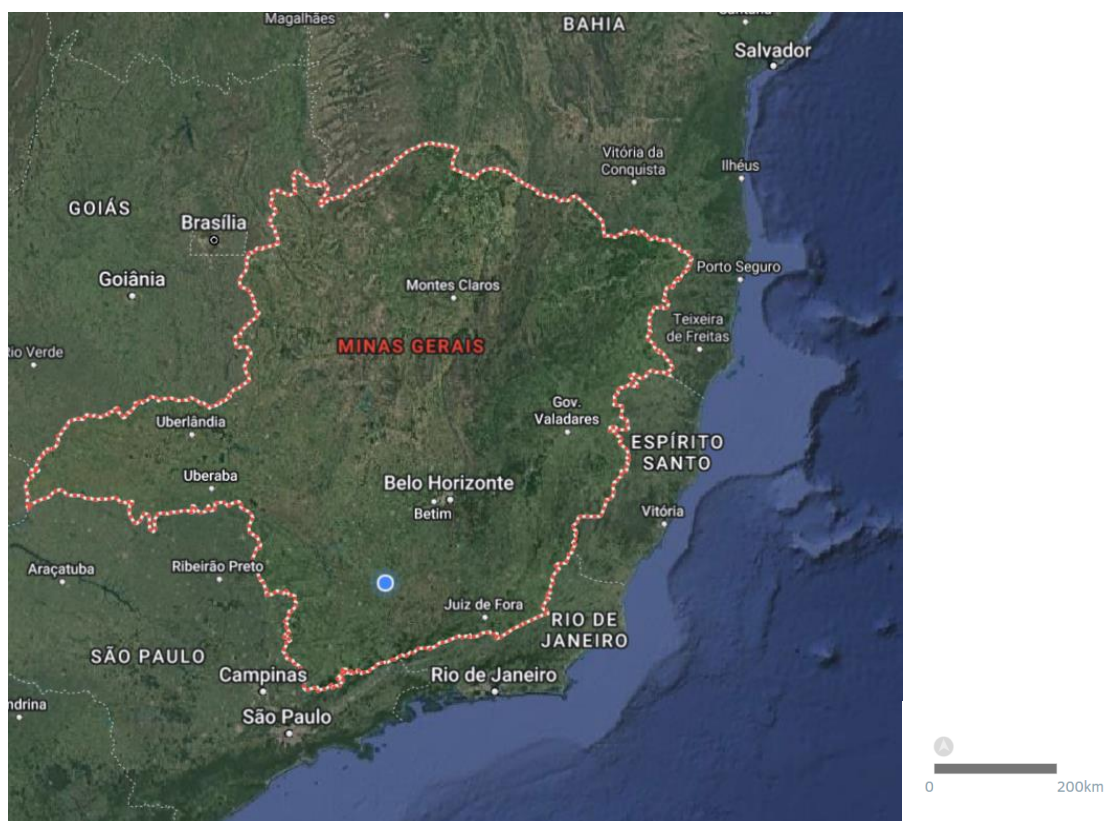 Magalhães
BAHIA
Salvador
Vitória da
Conquista
Ilhéus
GOIÁS
Brasília
Goiânia
Montes Claros
Porto Seguro
MINAS GERAIS
Teixeira
de Freitas
Rio Verde
Uberlândia
Gov.
Valadares
ESPÍRITO
SANTO
Uberaba
Belo Horizonte
Betim
Vitória
Araçatuba
Ribeirão Preto
Juiz de Fora
RIO DE
JANEIRO
SÃO PAULO
Campinas
Rio de Janeiro
ndrina
São Paulo
0 200km